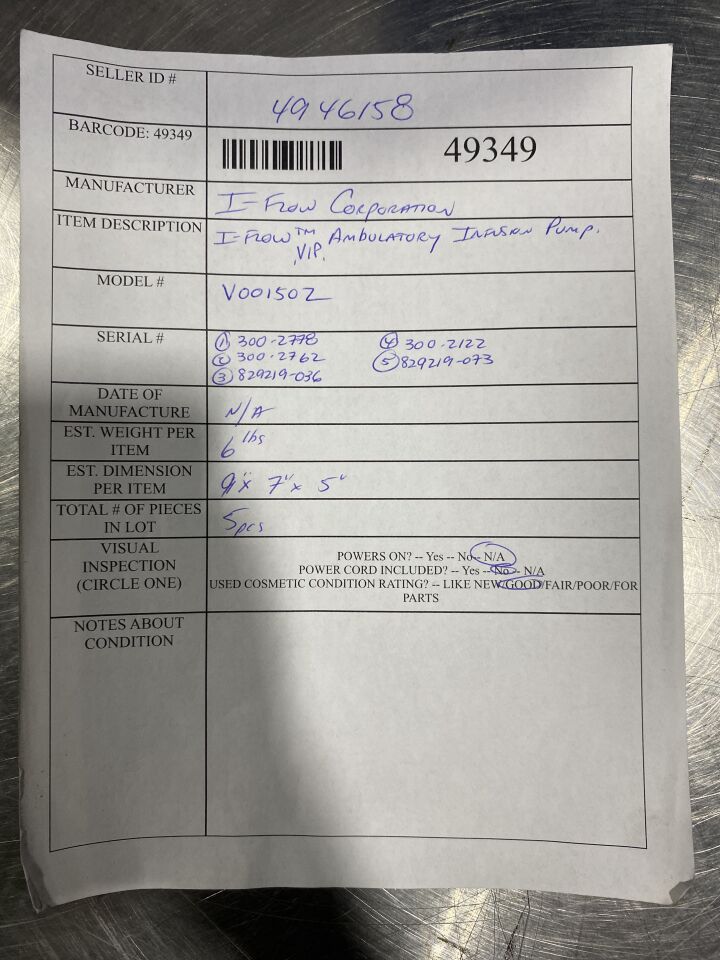 SELLER ID #
4946158
BARCODE: 49349
49349
MANUFACTURER
I-FLOW CORPORATION
ITEM DESCRIPTION
I-FLOW™ AMBULATORY INFUSION PUMP.
VIP.
MODEL #
V001502
SERIAL #
① 300-2778
② 300-2762
③ 829219-036
④ 300-2122
⑤ 829219-073
DATE OF
MANUFACTURE
N/A
EST. WEIGHT PER
ITEM
6 lbs
EST. DIMENSION
PER ITEM
9" x 7" x 5"
TOTAL # OF PIECES
IN LOT
5pcs
VISUAL
INSPECTION
(CIRCLE ONE)
POWERS ON? -- Yes -- No -- N/A
POWER CORD INCLUDED? -- Yes -- No -- N/A
USED COSMETIC CONDITION RATING? -- LIKE NEW/GOOD/FAIR/POOR/FOR
PARTS
NOTES ABOUT
CONDITION